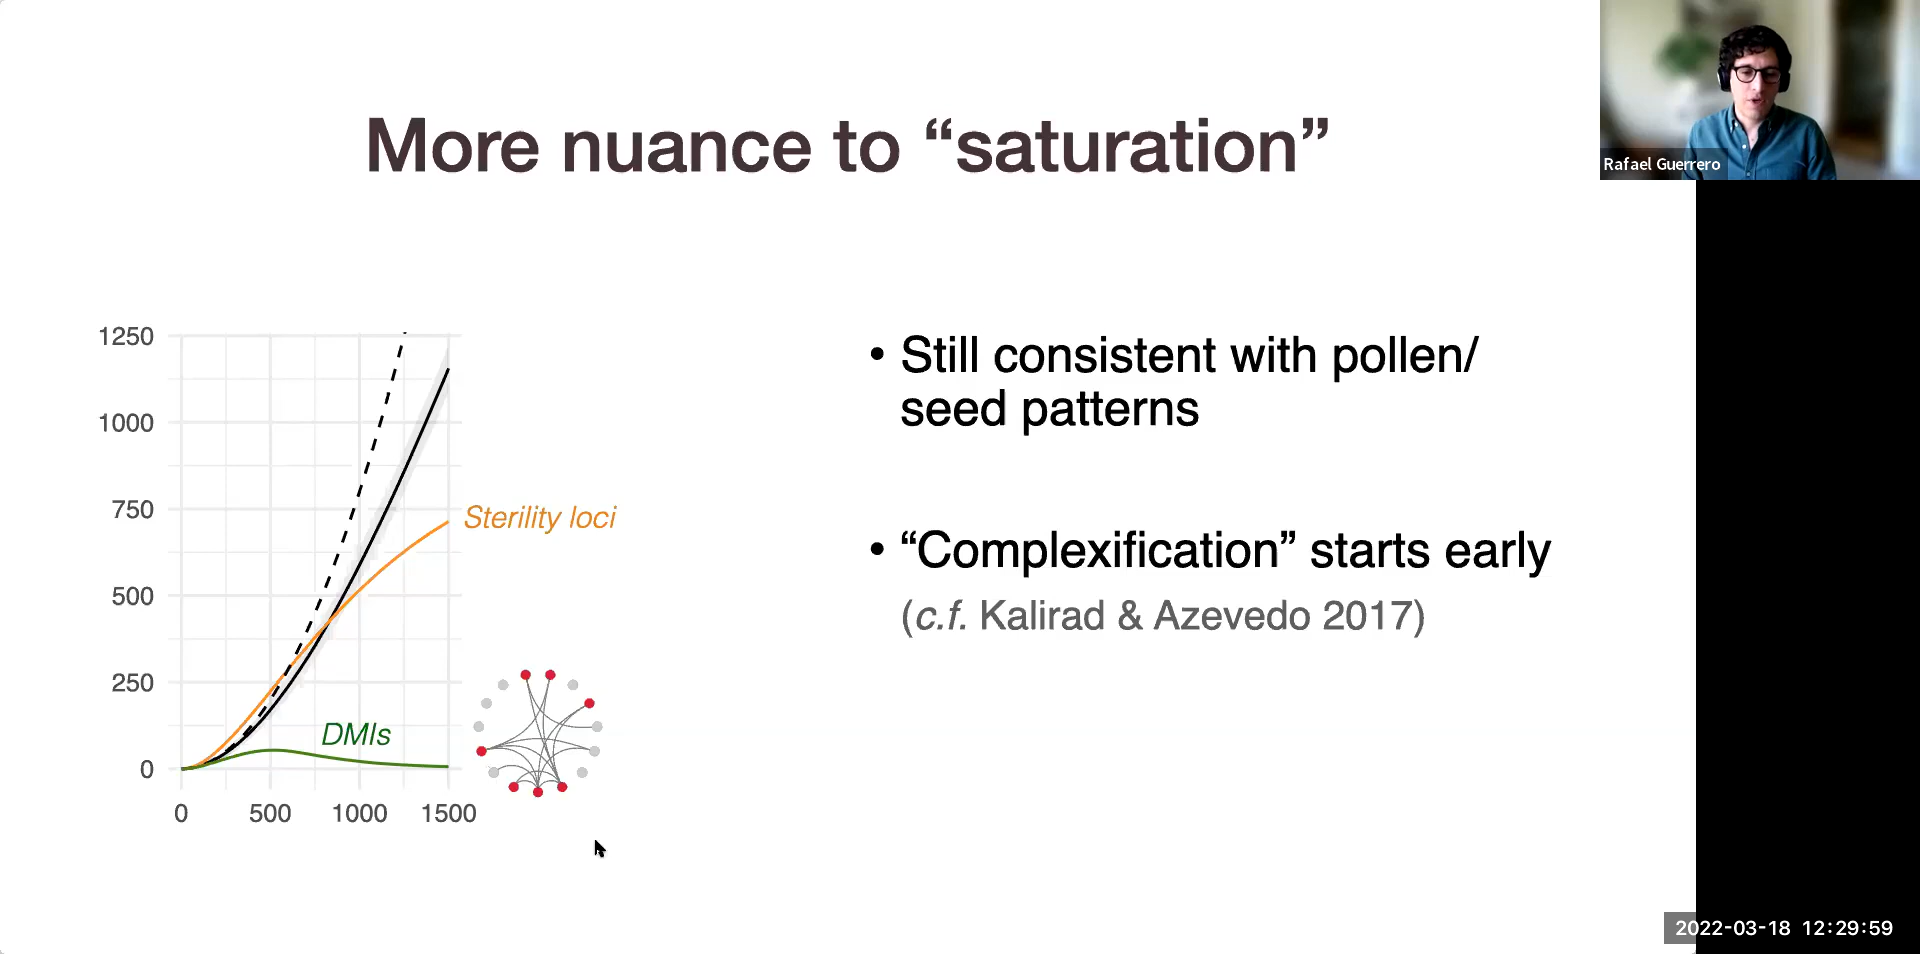 More nuance to “saturation”
Rafael Guerrero
1250
1000
750
500
250
0
0 500 1000 1500
Sterility loci
DMIs
• Still consistent with pollen/
seed patterns
• “Complexification” starts early
(c.f. Kalirad & Azevedo 2017)
2022-03-18 12:29:59